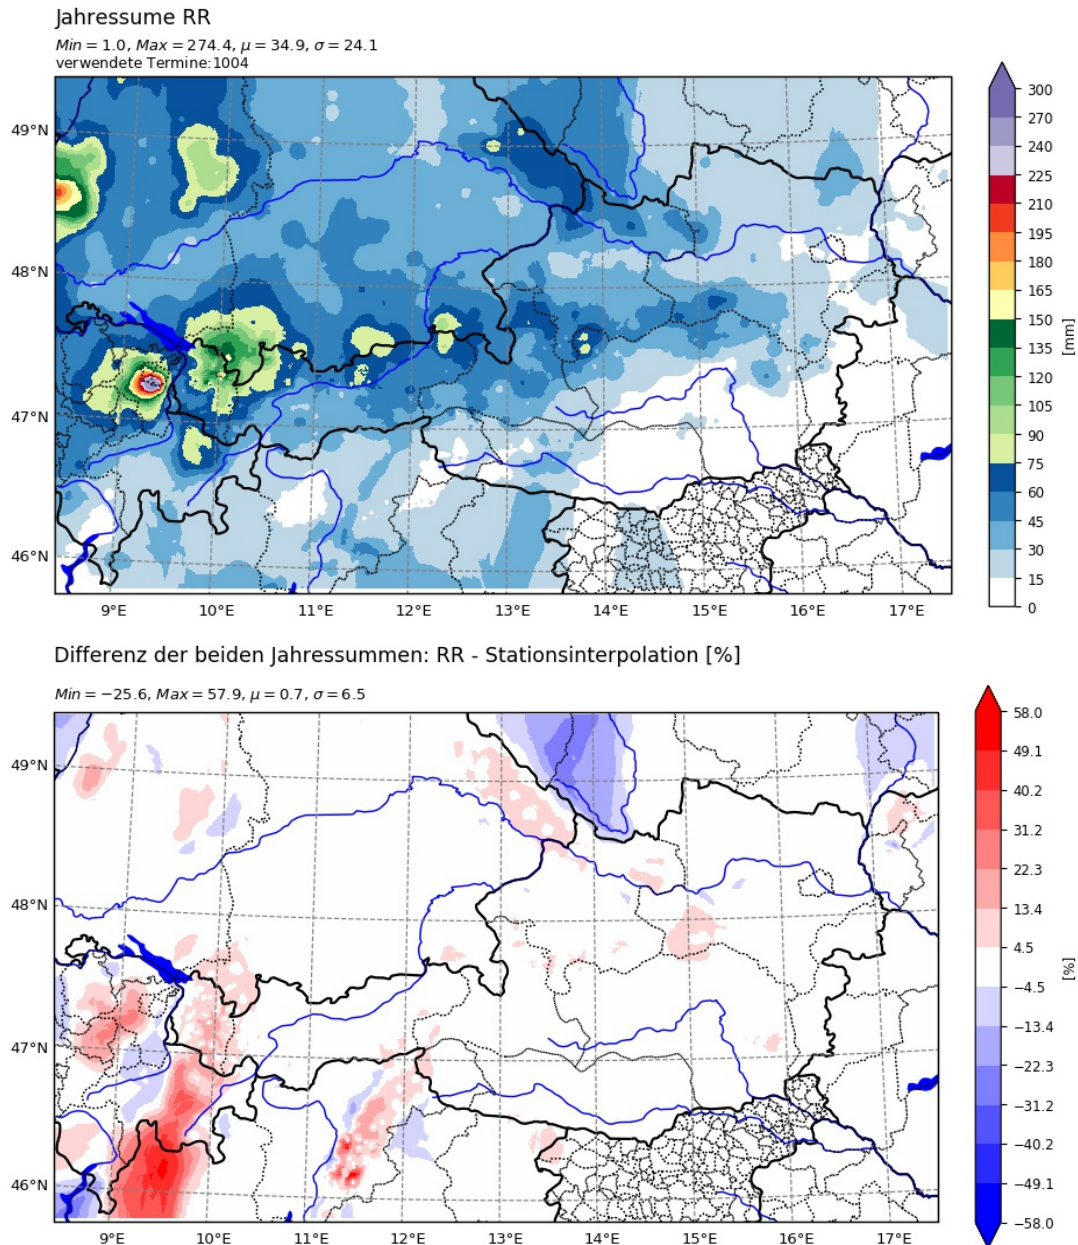 Jahressume RR
Min = 1.0, Max = 274.4, μ = 34.9, σ = 24.1
verwendete Termine:1004
49°N
48°N
47°N
46°N
9°E 10°E 11°E 12°E 13°E 14°E 15°E 16°E 17°E
300
270
240
225
210
195
180
165
150
135
120
105
90
75
60
45
30
15
0
[mm]
Differenz der beiden Jahressummen: RR - Stationsinterpolation [%]
Min = −25.6, Max = 57.9, μ = 0.7, σ = 6.5
49°N
48°N
47°N
46°N
9°E 10°E 11°E 12°E 13°E 14°E 15°E 16°E 17°E
58.0
49.1
40.2
31.2
22.3
13.4
4.5
−4.5
−13.4
−22.3
−31.2
−40.2
−49.1
−58.0
[%]